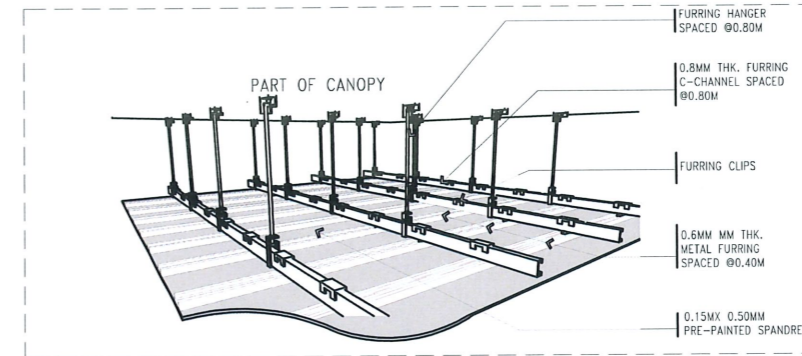 FURRING HANGER
SPACED @0.80M
PART OF CANOPY
0.8MM THK. FURRING
C-CHANNEL SPACED
@0.80M
FURRING CLIPS
0.6MM MM THK.
METAL FURRING
SPACED @0.40M
0.15MX 0.50MM
PRE-PAINTED SPANDRE